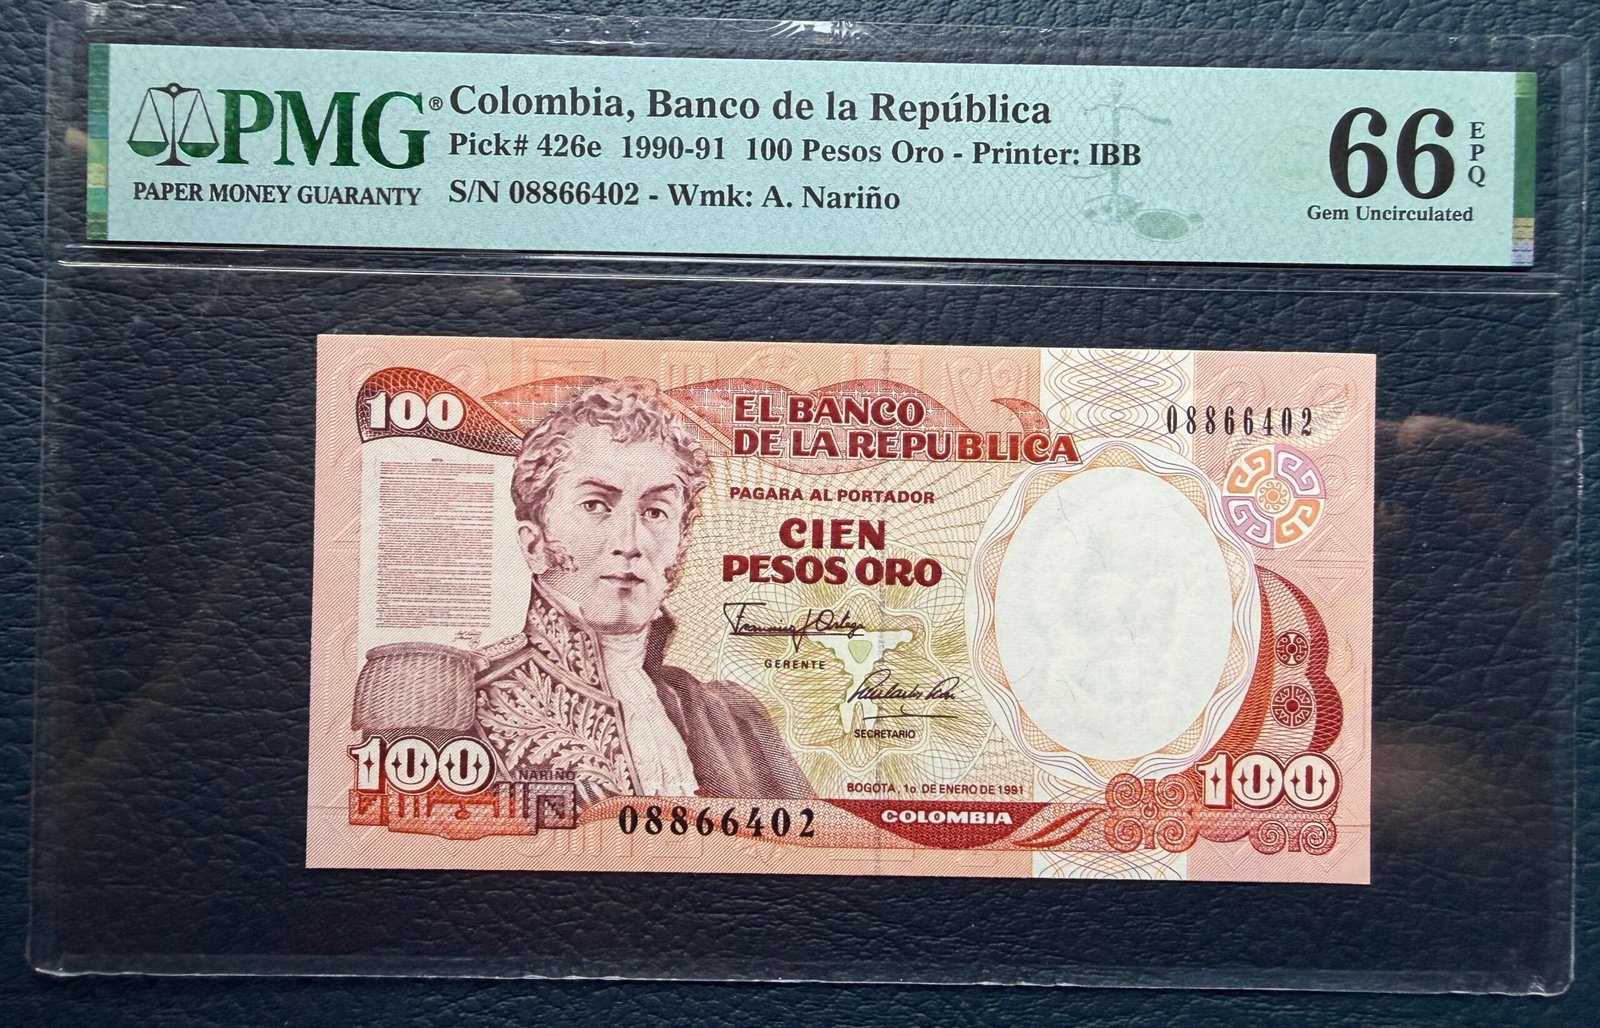 PMG®
PAPER MONEY GUARANTY
Colombia, Banco de la República
Pick# 426e 1990-91 100 Pesos Oro - Printer: IBB
S/N 08866402 - Wmk: A. Nariño
66
EPQ
Gem Uncirculated
100
EL BANCO
DE LA REPUBLICA
08866402
PAGARA AL PORTADOR
CIEN
PESOS ORO
GERENTE
SECRETARIO
BOGOTA, 1o. DE ENERO DE 1991
100
NARIÑO
08866402
COLOMBIA
100